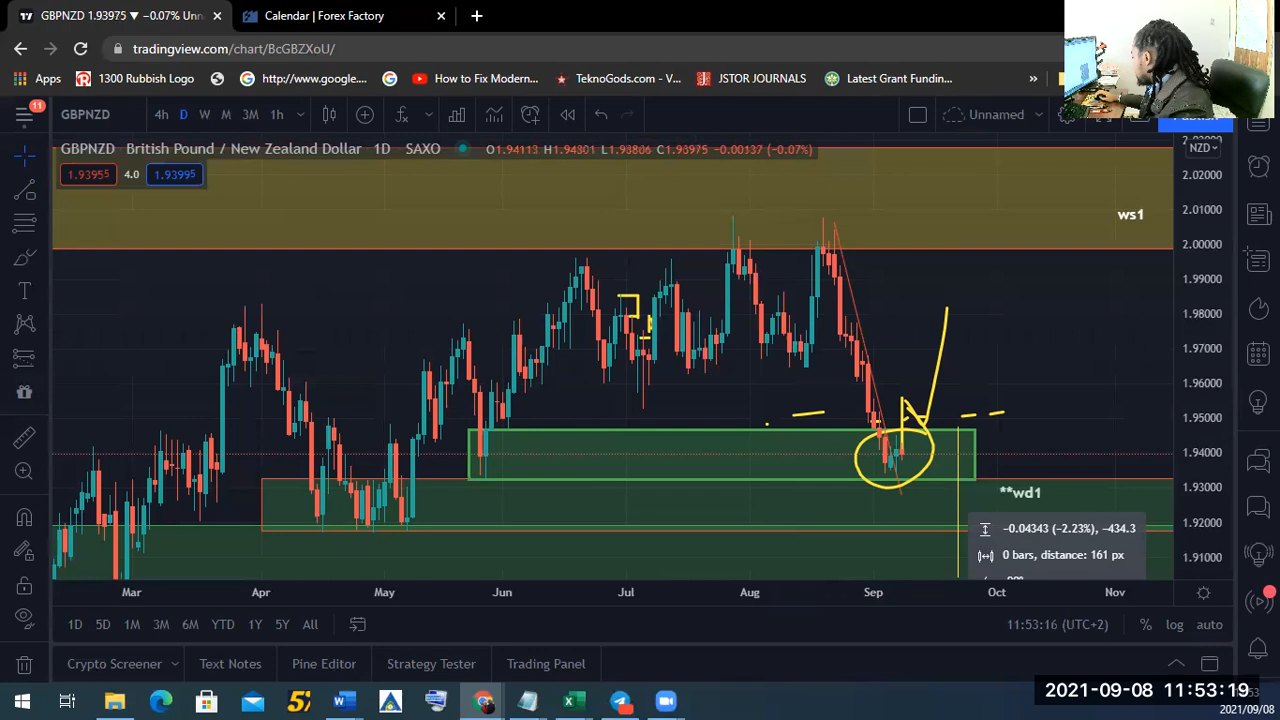 GBPNZD 1.93975 ▼ −0.07% Unn
Calendar | Forex Factory
tradingview.com/chart/BcGBZXoU/
Apps
1300 Rubbish Logo
http://www.google...
How to Fix Modern...
TeknoGods.com - V...
JSTOR JOURNALS
Latest Grant Fundin...
»
11
GBPNZD
4h D W M 3M 1h
Unnamed
Publish
GBPNZD British Pound / New Zealand Dollar 1D SAXO
O1.94113 H1.94301 L1.93806 C1.93975 −0.00137 (−0.07%)
NZD
1.93955 4.0 1.93995
2.02000
2.01000
2.00000
1.99000
1.98000
1.97000
1.96000
1.95000
1.94000
1.93000
1.92000
1.91000
ws1
**wd1
−0.04343 (−2.23%), −434.3
0 bars, distance: 161 px
Mar Apr May Jun Jul Aug Sep Oct Nov
1D 5D 1M 3M 6M YTD 1Y 5Y All
11:53:16 (UTC+2) % log auto
Crypto Screener Text Notes Pine Editor Strategy Tester Trading Panel
2021-09-08 11:53:19
2021/09/08